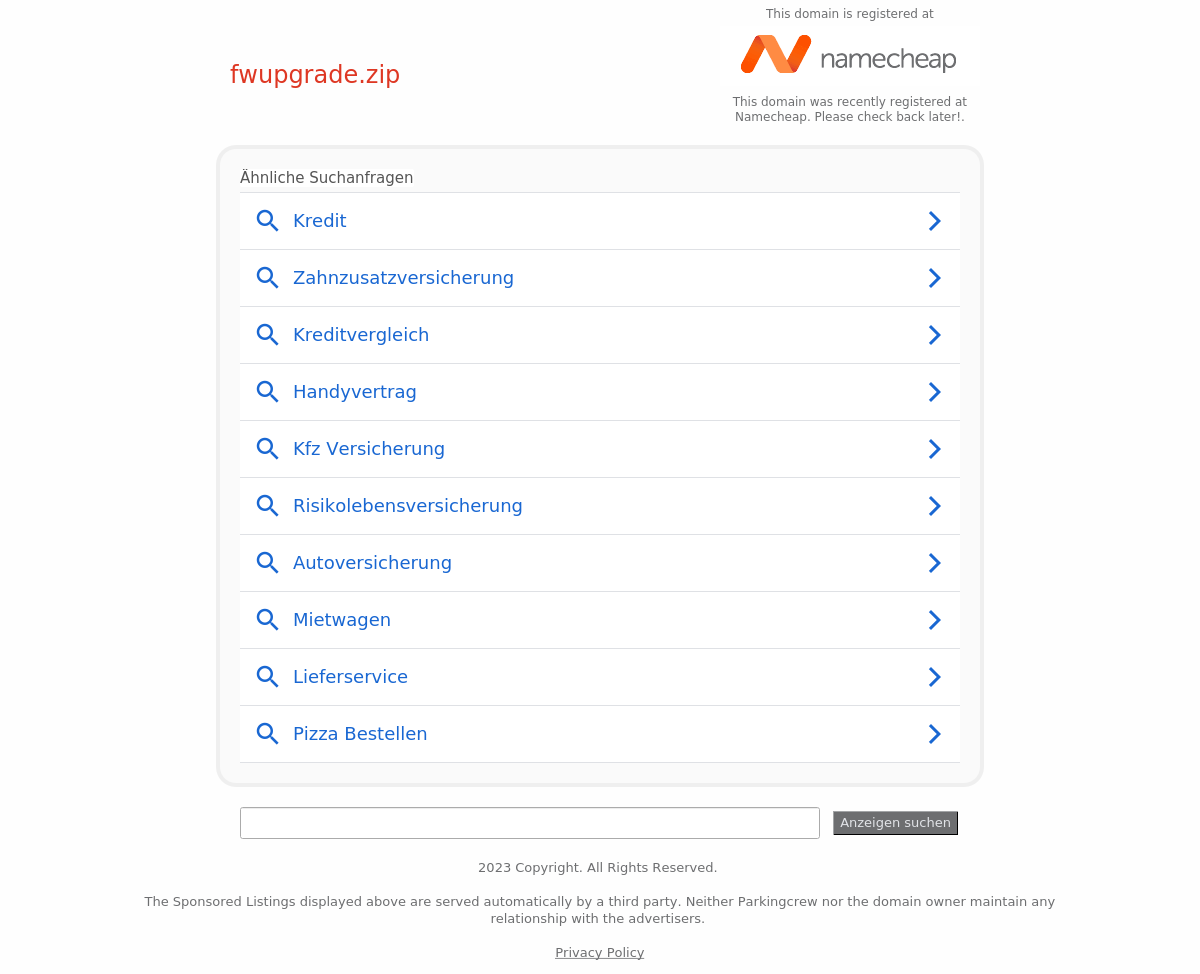 This domain is registered at
namecheap
fwupgrade.zip
This domain was recently registered at
Namecheap. Please check back later!.
Ähnliche Suchanfragen
Kredit
Zahnzusatzversicherung
Kreditvergleich
Handyvertrag
Kfz Versicherung
Risikolebensversicherung
Autoversicherung
Mietwagen
Lieferservice
Pizza Bestellen
Anzeigen suchen
2023 Copyright. All Rights Reserved.
The Sponsored Listings displayed above are served automatically by a third party. Neither Parkingcrew nor the domain owner maintain any
relationship with the advertisers.
Privacy Policy